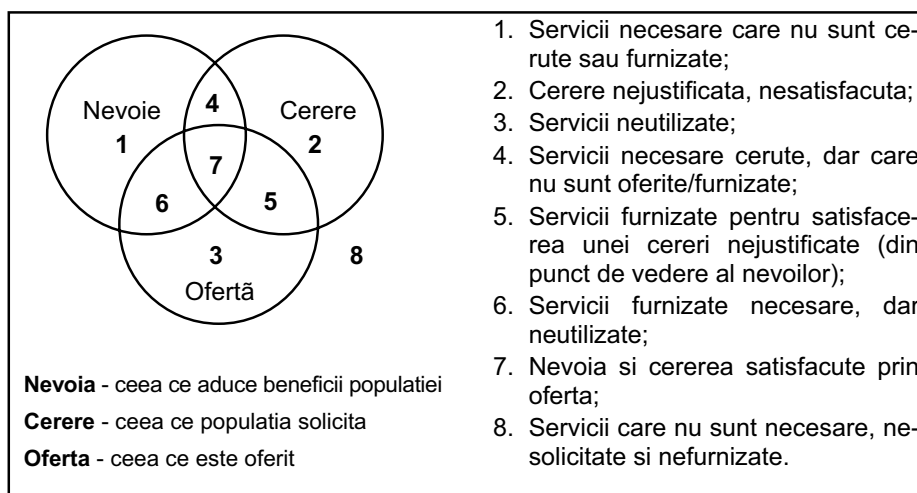 Nevoie
1
4
Cerere
2
7
6
5
3
8
Ofertã
Nevoia - ceea ce aduce beneficii populatiei
Cerere - ceea ce populatia solicita
Oferta - ceea ce este oferit
1. Servicii necesare care nu sunt ce-
rute sau furnizate;
2. Cerere nejustificata, nesatisfacuta;
3. Servicii neutilizate;
4. Servicii necesare cerute, dar care
nu sunt oferite/furnizate;
5. Servicii furnizate pentru satisface-
rea unei cereri nejustificate (din
punct de vedere al nevoilor);
6. Servicii furnizate necesare, dar
neutilizate;
7. Nevoia si cererea satisfacute prin
oferta;
8. Servicii care nu sunt necesare, ne-
solicitate si nefurnizate.